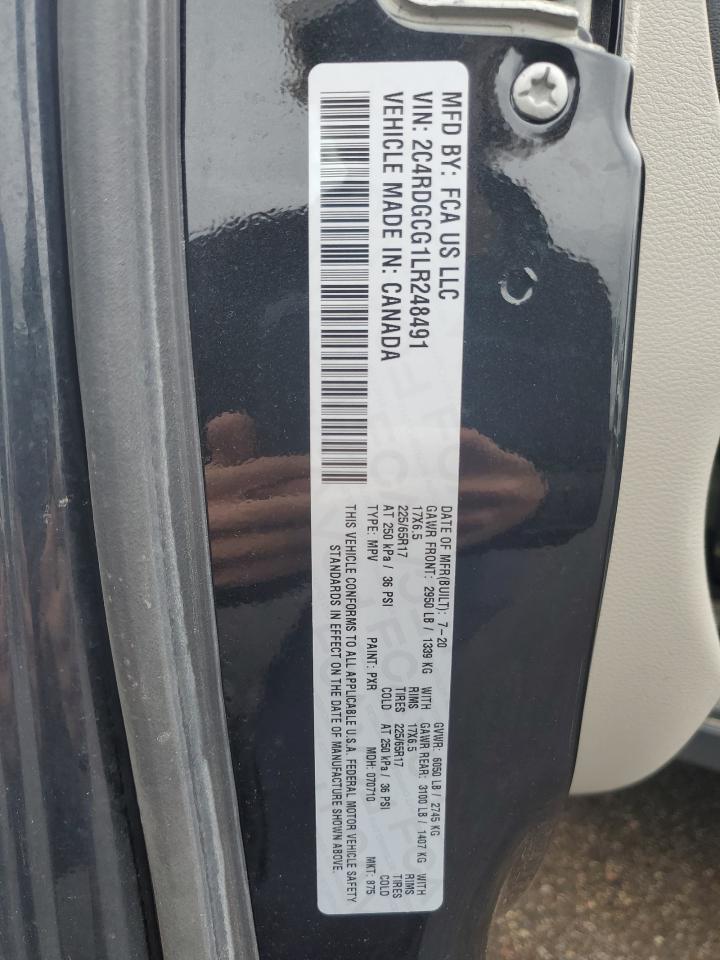 MFD BY: FCA US LLC
VIN: 2C4RDGCG1LR248491
VEHICLE MADE IN: CANADA
DATE OF MFR(BUILT): 7-20 GVWR: 6050 LB / 2745 KG
GAWR FRONT: 2950 LB / 1339 KG WITH GAWR REAR: 3100 LB / 1407 KG WITH
17X6.5 RIMS 17X6.5 RIMS
225/65R17 TIRES 225/65R17 TIRES
AT 250 kPa / 36 PSI COLD AT 250 kPa / 36 PSI COLD
TYPE: MPV PAINT: PXR MDH: 070710 MKT: 875
THIS VEHICLE CONFORMS TO ALL APPLICABLE U.S.A. FEDERAL MOTOR VEHICLE SAFETY
STANDARDS IN EFFECT ON THE DATE OF MANUFACTURE SHOWN ABOVE.